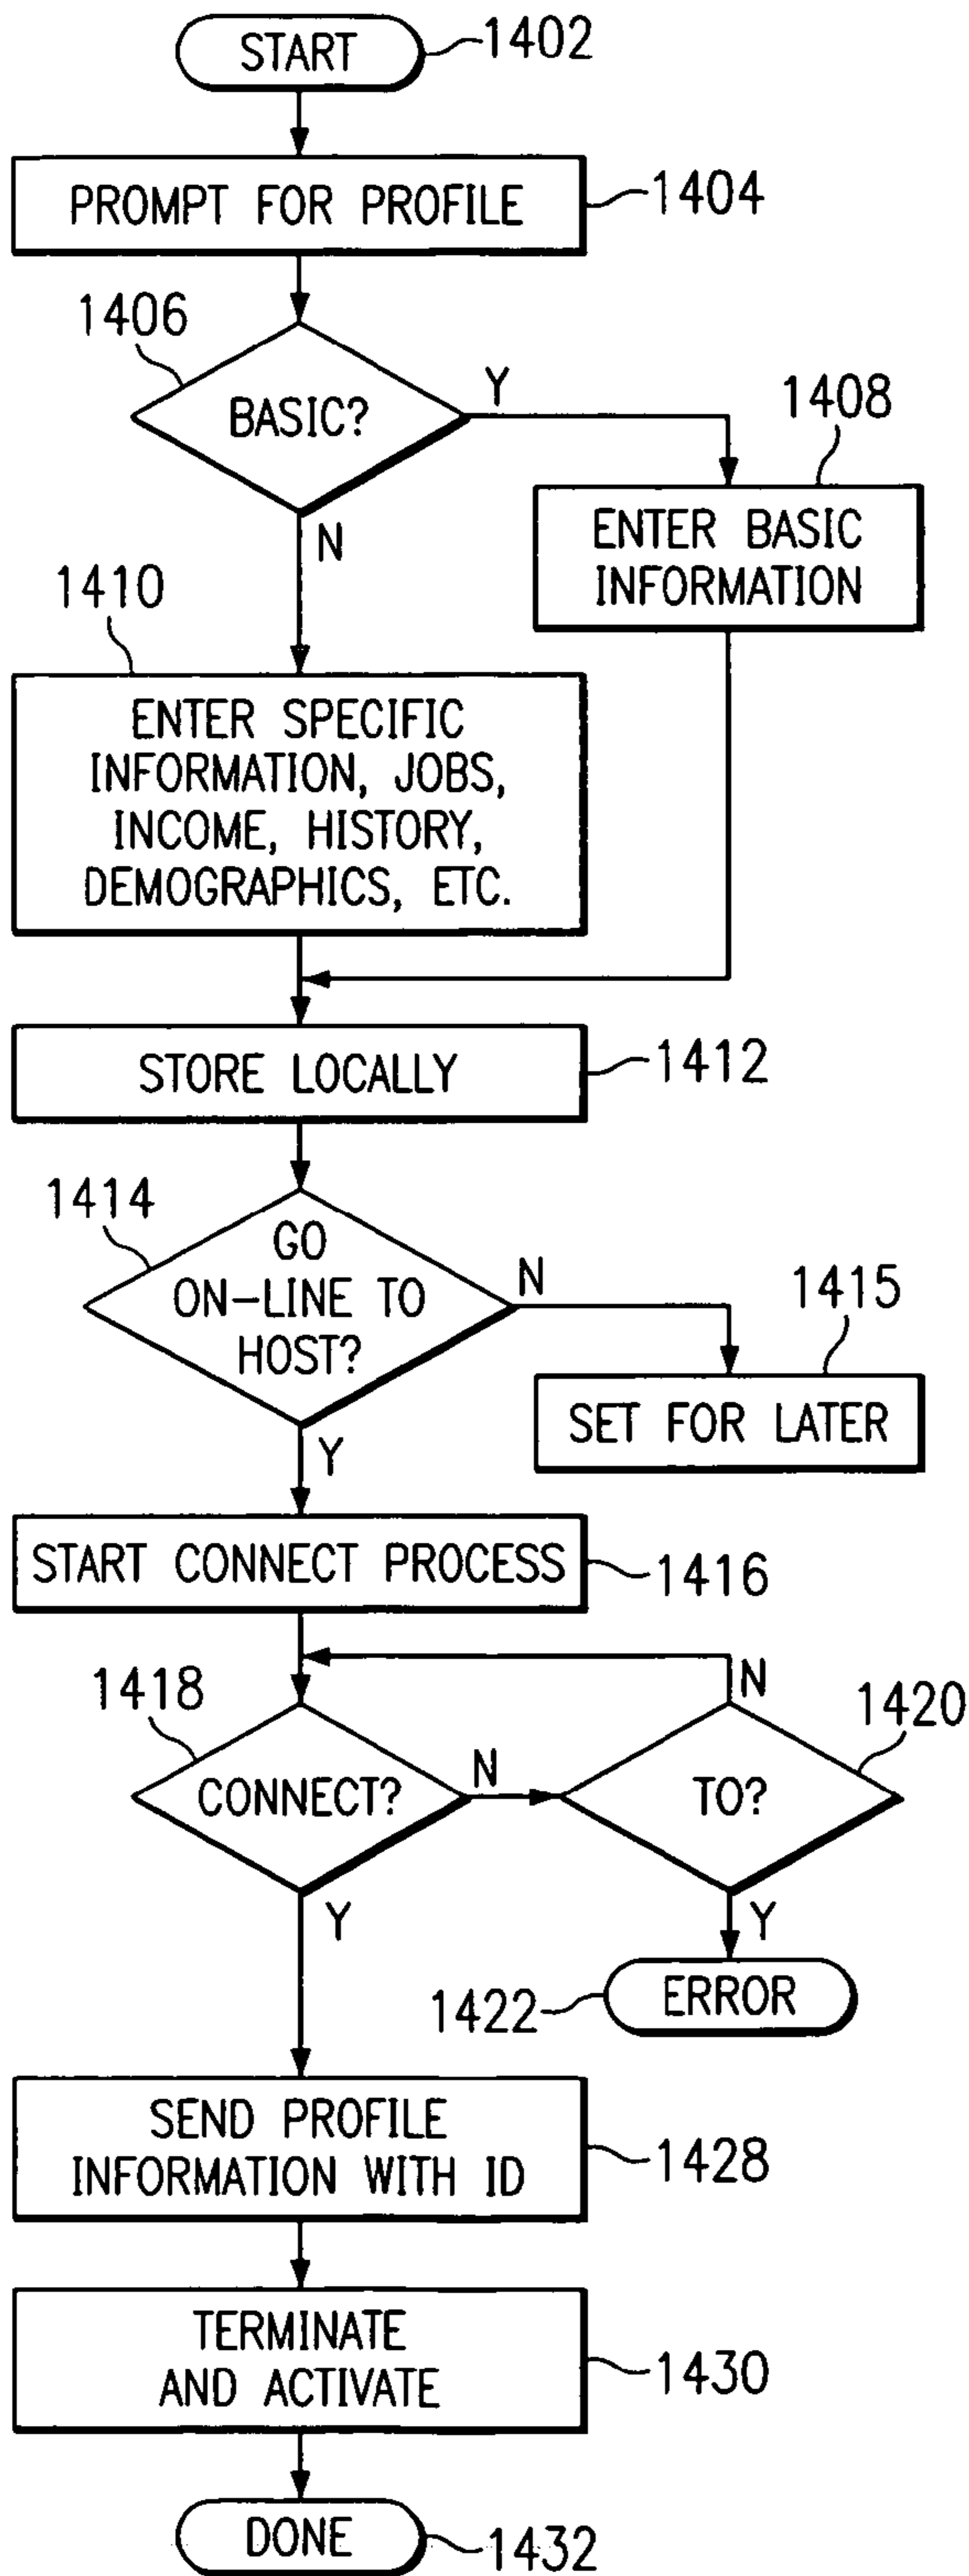 START
1402
PROMPT FOR PROFILE
1404
1406
BASIC?
Y
N
1408
ENTER BASIC
INFORMATION
1410
ENTER SPECIFIC
INFORMATION, JOBS,
INCOME, HISTORY,
DEMOGRAPHICS, ETC.
STORE LOCALLY
1412
1414
GO
ON-LINE TO
HOST?
N
Y
1415
SET FOR LATER
START CONNECT PROCESS
1416
1418
CONNECT?
N
Y
1420
TO?
N
Y
1422
ERROR
SEND PROFILE
INFORMATION WITH ID
1428
TERMINATE
AND ACTIVATE
1430
DONE
1432